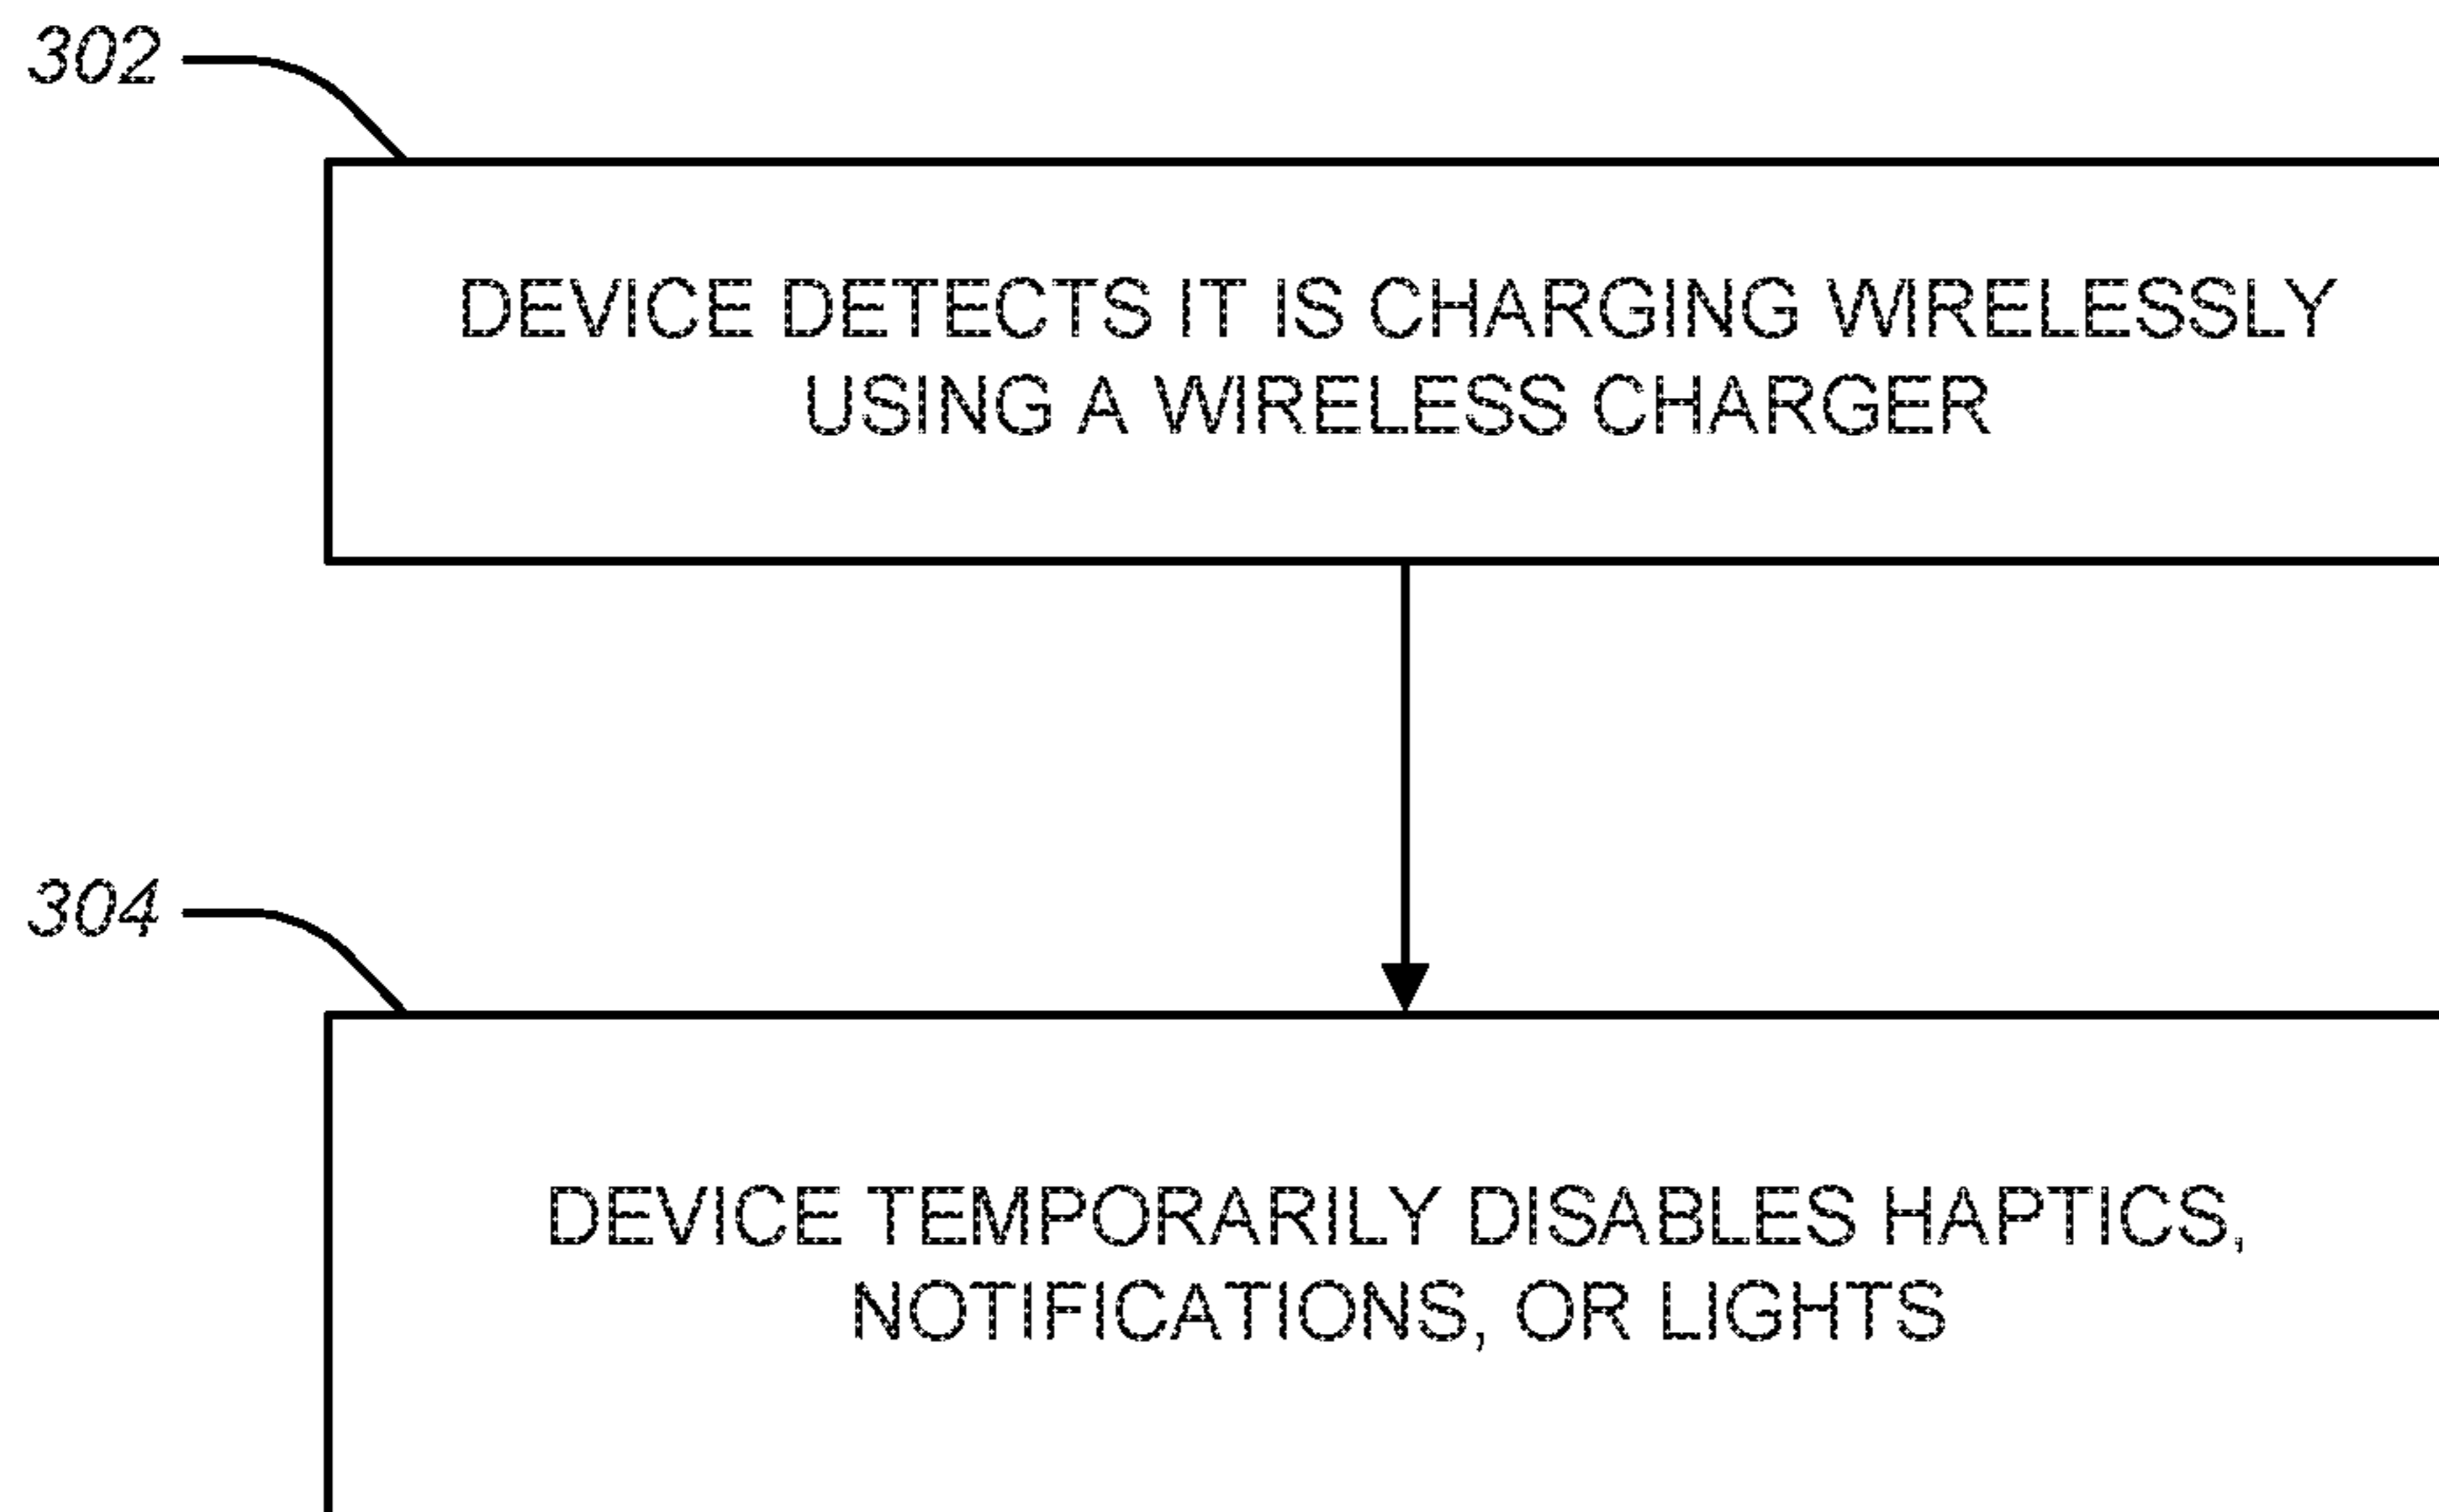 302
DEVICE DETECTS IT IS CHARGING WIRELESSLY
USING A WIRELESS CHARGER
304
DEVICE TEMPORARILY DISABLES HAPTICS,
NOTIFICATIONS, OR LIGHTS